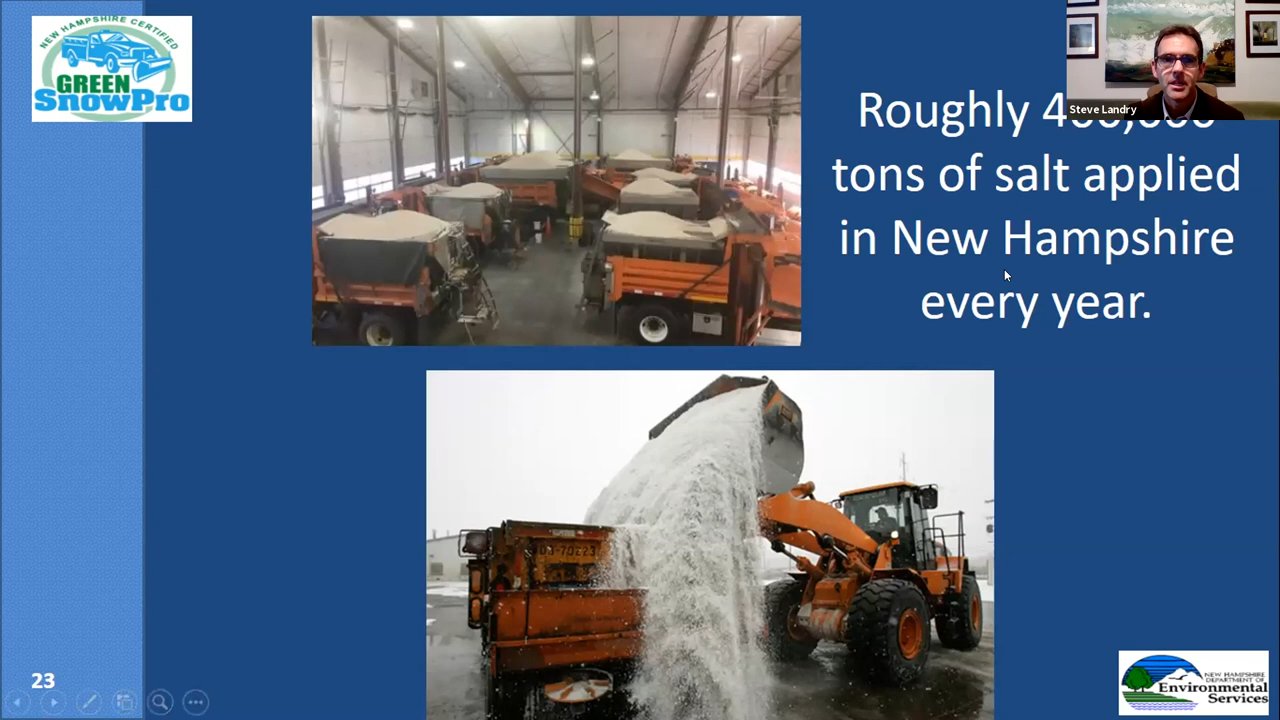 NEW HAMPSHIRE CERTIFIED
GREEN
SnowPro
Steve Landry
Roughly
tons of salt applied
in New Hampshire
every year.
23
NEW HAMPSHIRE
DEPARTMENT OF
Environmental
Services